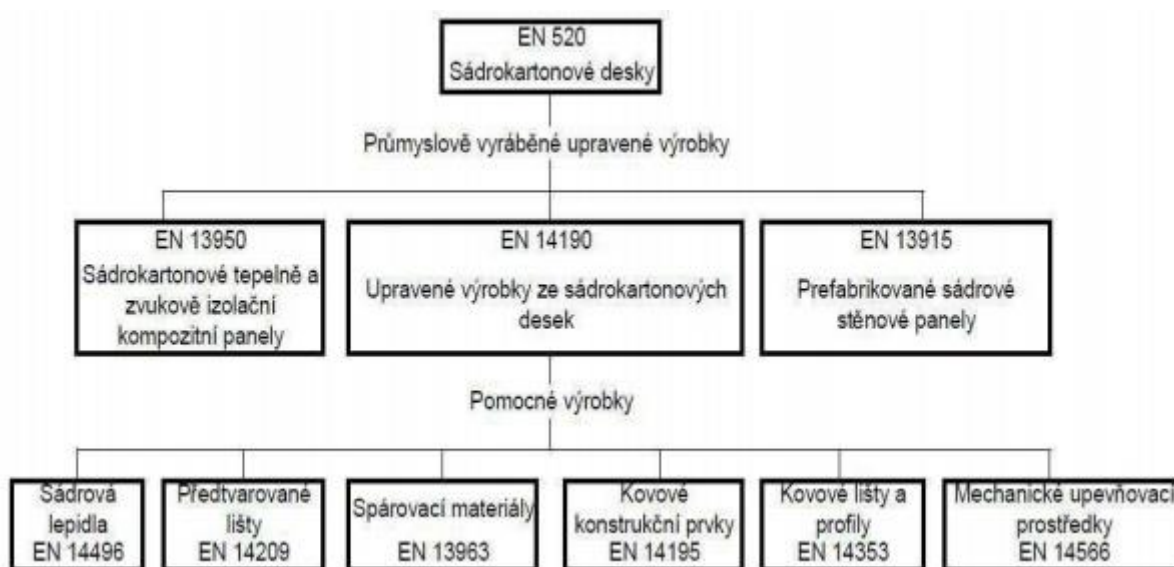 EN 520
Sádrokartonové desky
Průmyslově vyráběné upravené výrobky
EN 13950
Sádrokartonové tepelně a
zvukově izolační
kompozitní panely
EN 14190
Upravené výrobky ze sádrokartonových
desek
EN 13915
Prefabrikované sádrové
stěnové panely
Pomocné výrobky
Sádrová
lepidla
EN 14496
Předtvarované
lišty
EN 14209
Spárovací materiály
EN 13963
Kovové
konstrukční prvky
EN 14195
Kovové lišty a
profily
EN 14353
Mechanické upevňovací
prostředky
EN 14566